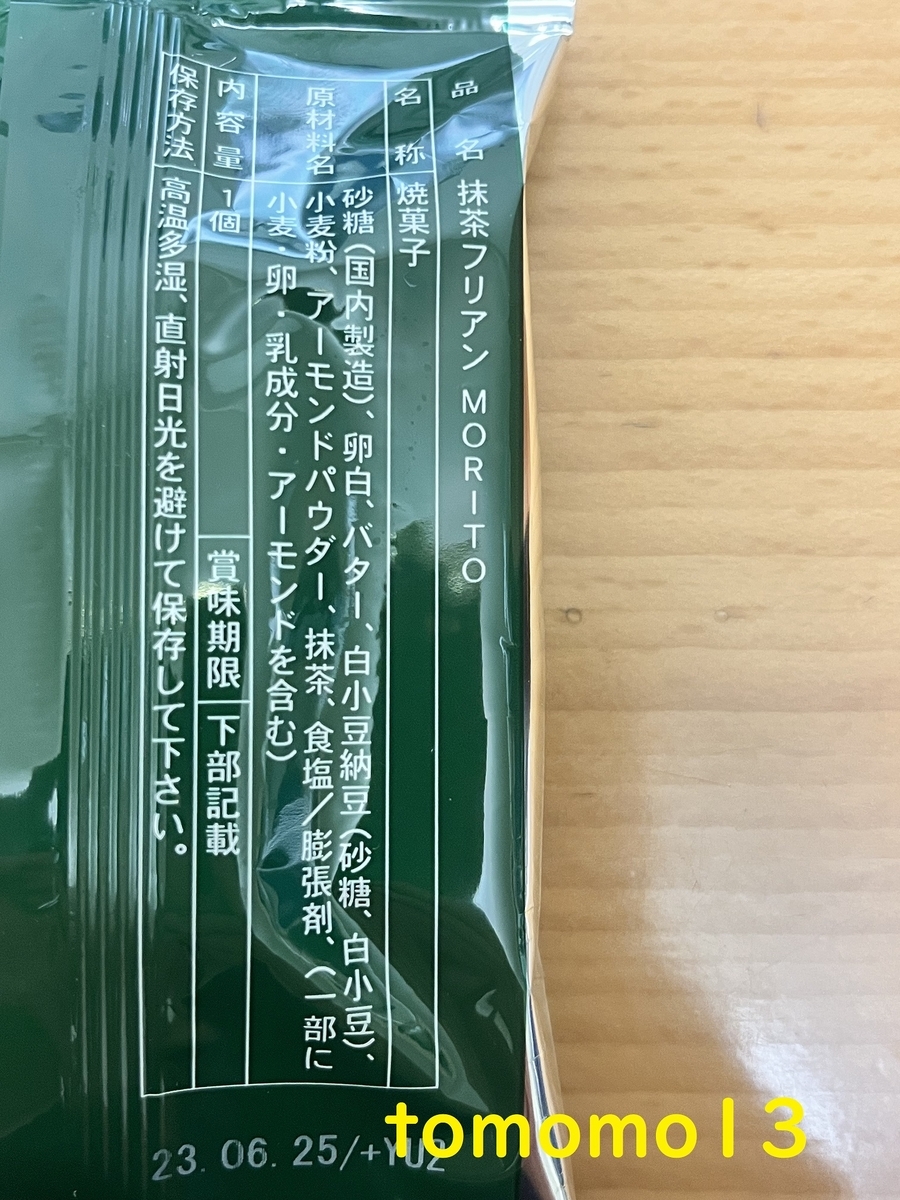 品名 抹茶フリアン MORITO
名称 焼菓子
原材料名 砂糖(国内製造)、卵白、バター、白小豆納豆(砂糖、白小豆)、
小麦粉、アーモンドパウダー、抹茶、食塩/膨張剤、(一部に
小麦・卵・乳成分・アーモンドを含む)
内容量 1個 賞味期限 下部記載
保存方法 高温多湿、直射日光を避けて保存して下さい。
23. 06. 25/+YU2
tomomo13